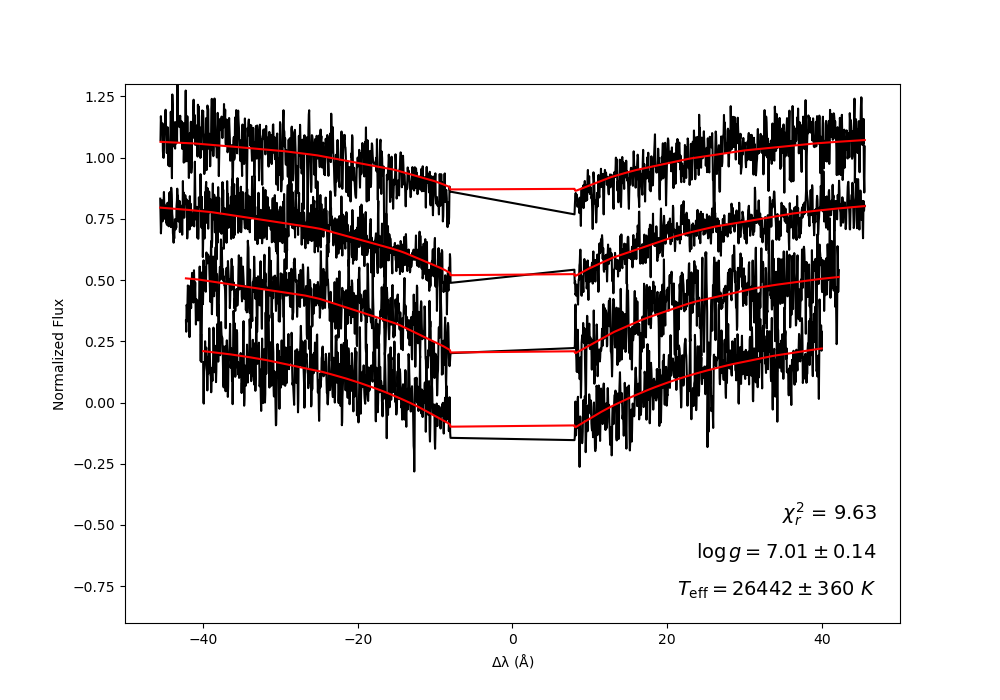 1.25
1.00
0.75
0.50
0.25
0.00
−0.25
−0.50
−0.75
Normalized Flux
χ²ᵣ = 9.63
log g = 7.01 ± 0.14
T_eff = 26442 ± 360 K
−40 −20 0 20 40
Δλ (Å)